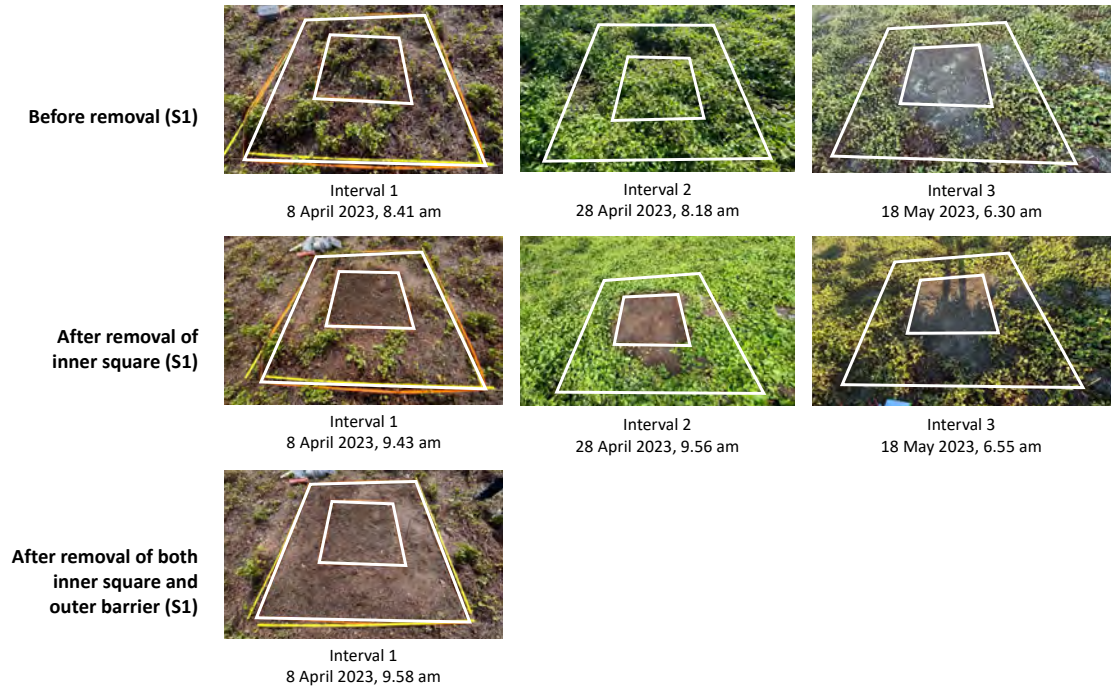 Before removal (S1)
Interval 1
8 April 2023, 8.41 am
Interval 2
28 April 2023, 8.18 am
Interval 3
18 May 2023, 6.30 am
After removal of
inner square (S1)
Interval 1
8 April 2023, 9.43 am
Interval 2
28 April 2023, 9.56 am
Interval 3
18 May 2023, 6.55 am
After removal of both
inner square and
outer barrier (S1)
Interval 1
8 April 2023, 9.58 am